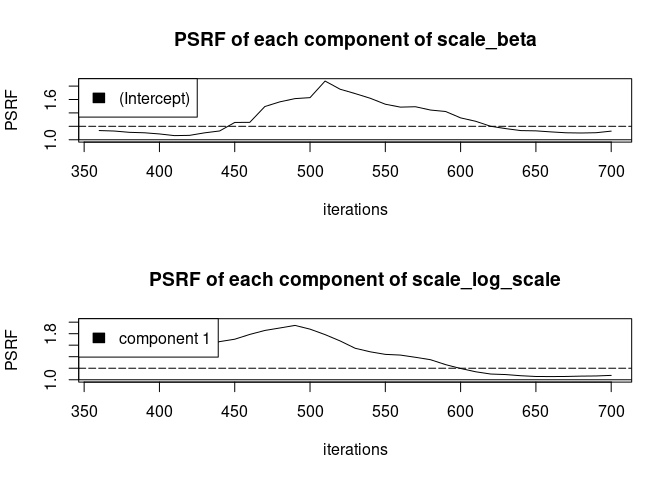 PSRF of each component of scale_beta
PSRF
1.0 1.6
(Intercept)
350 400 450 500 550 600 650 700
iterations
PSRF of each component of scale_log_scale
PSRF
1.0 1.8
component 1
350 400 450 500 550 600 650 700
iterations